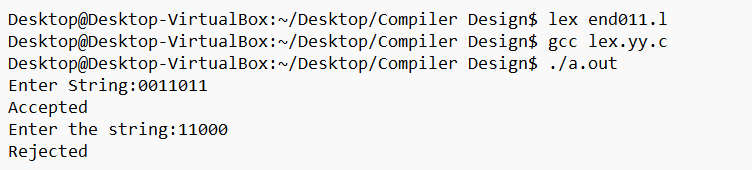 Desktop@Desktop-VirtualBox:~/Desktop/Compiler Design$ lex end011.l
Desktop@Desktop-VirtualBox:~/Desktop/Compiler Design$ gcc lex.yy.c
Desktop@Desktop-VirtualBox:~/Desktop/Compiler Design$ ./a.out
Enter String:0011011
Accepted
Enter the string:11000
Rejected